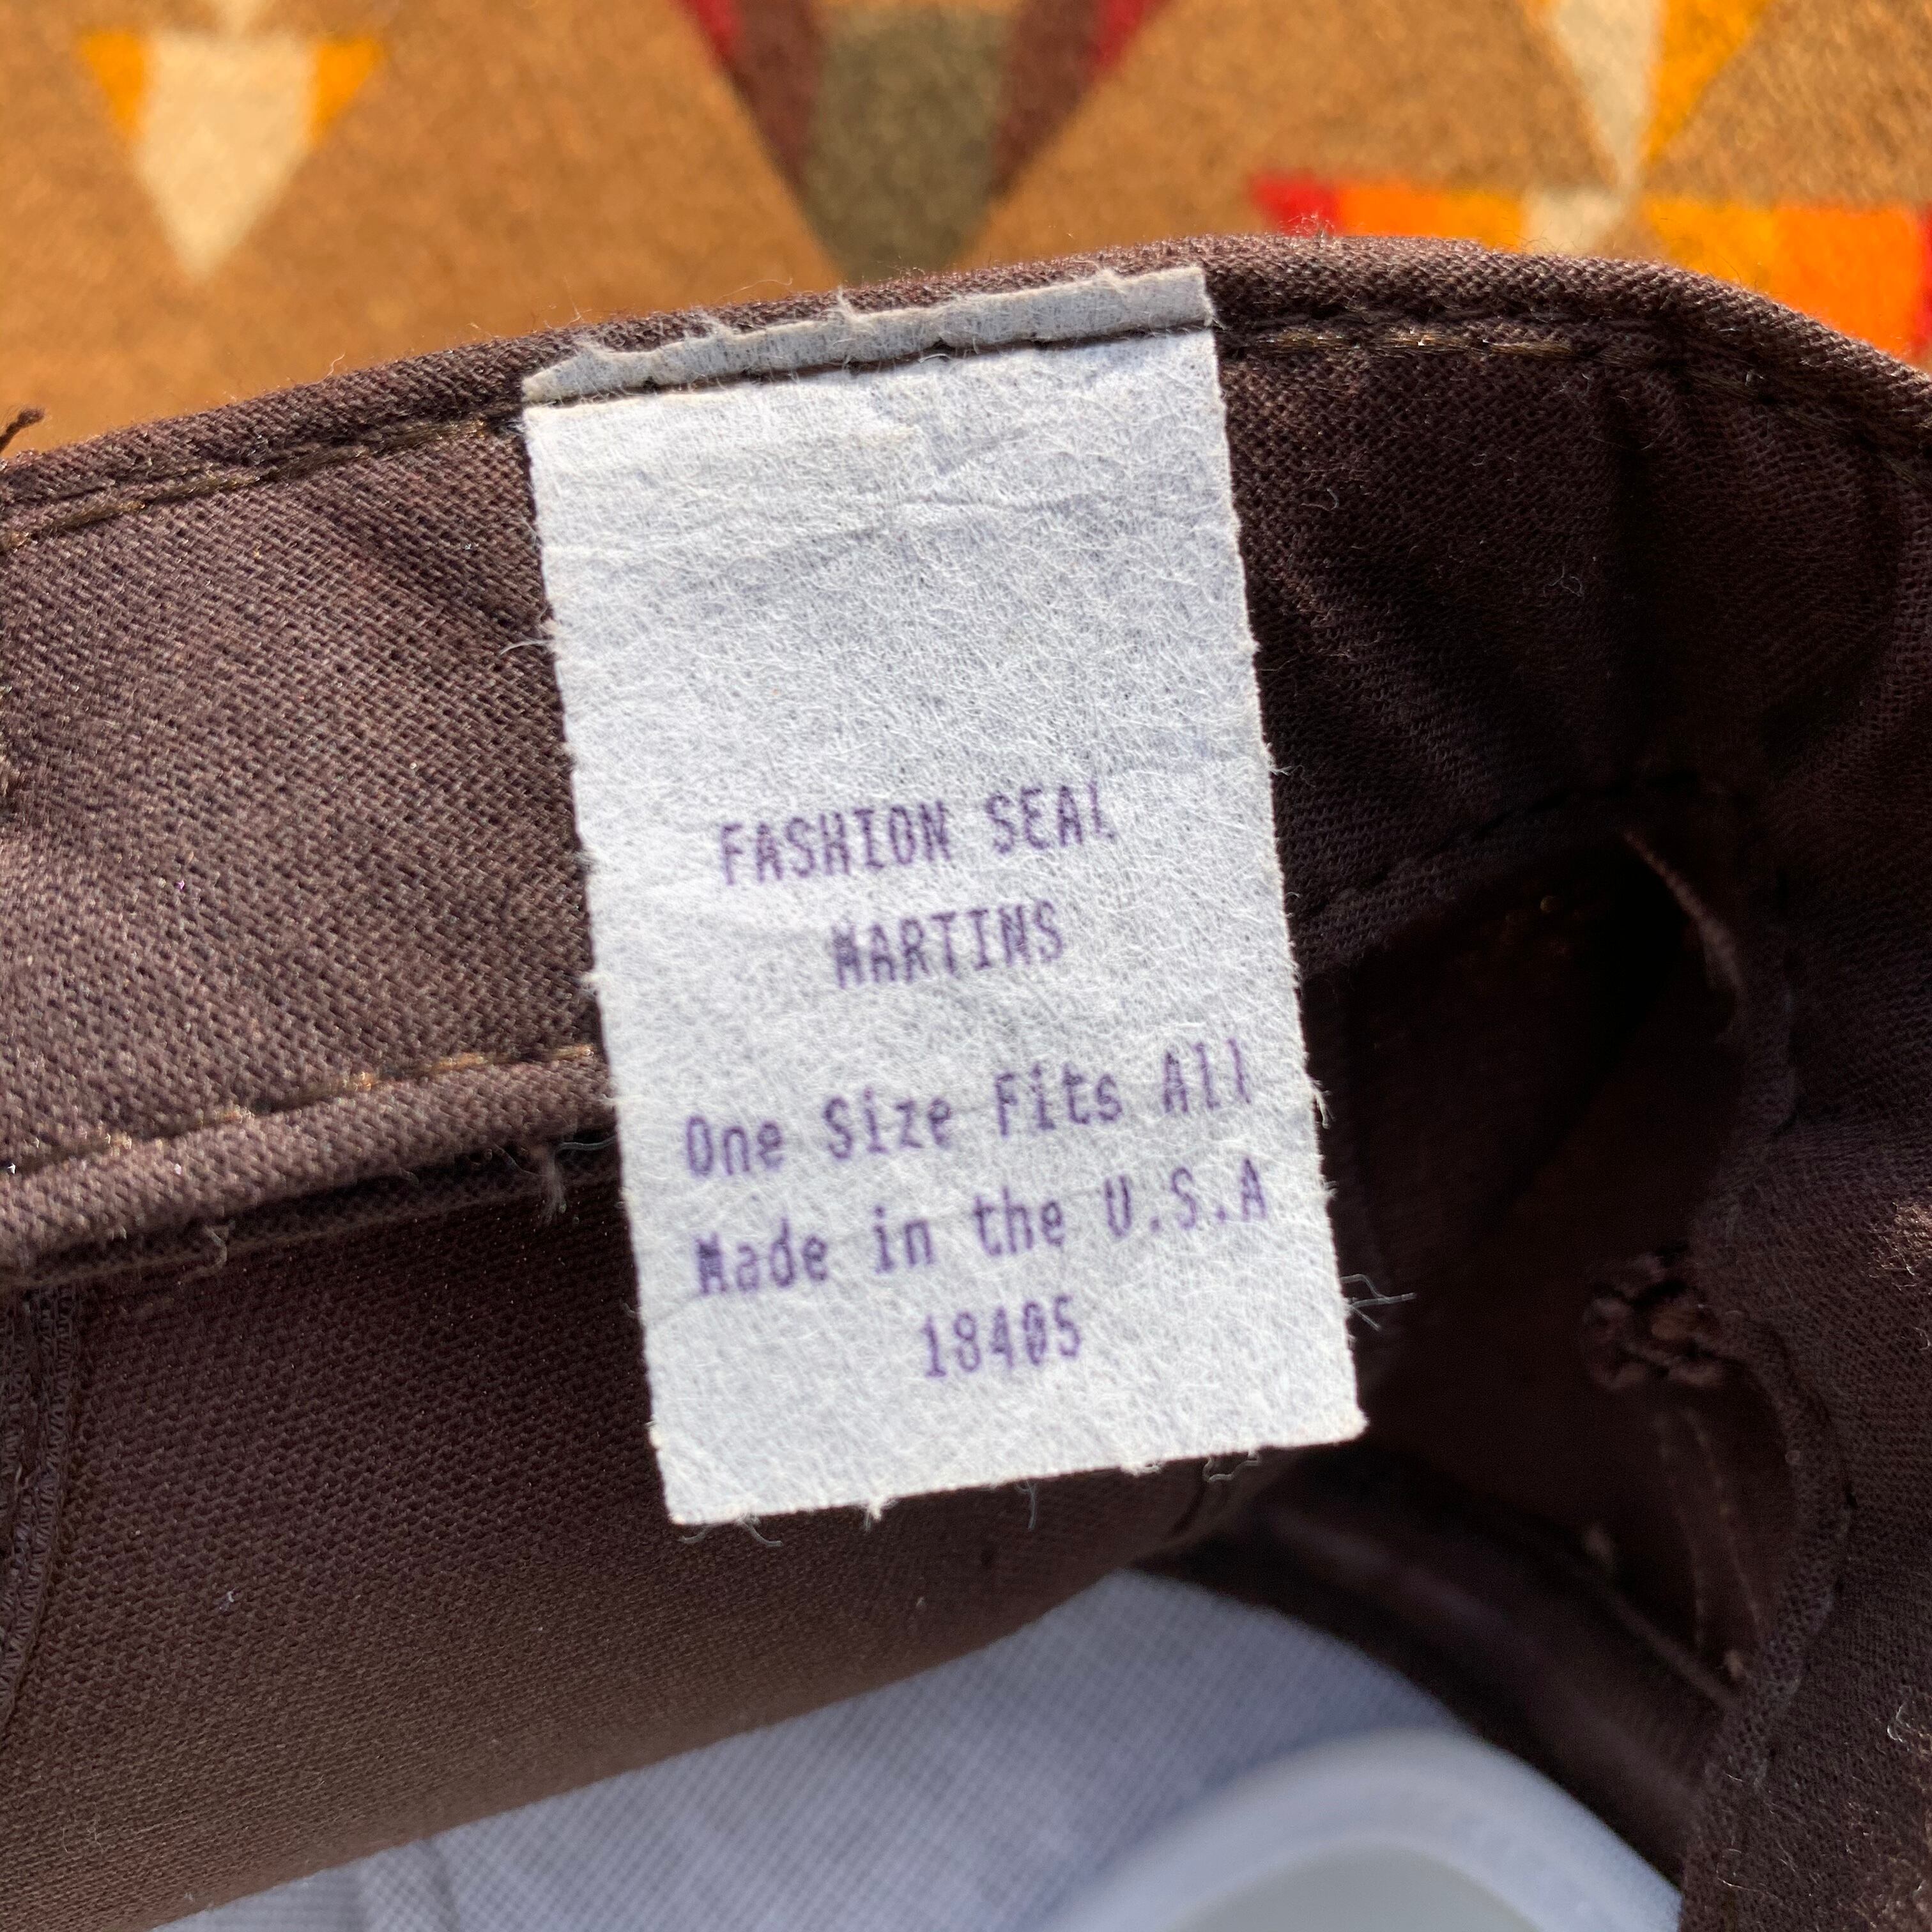 FASHION SEAL
MARTINS
One Size Fits All
Made in the U.S.A
18405